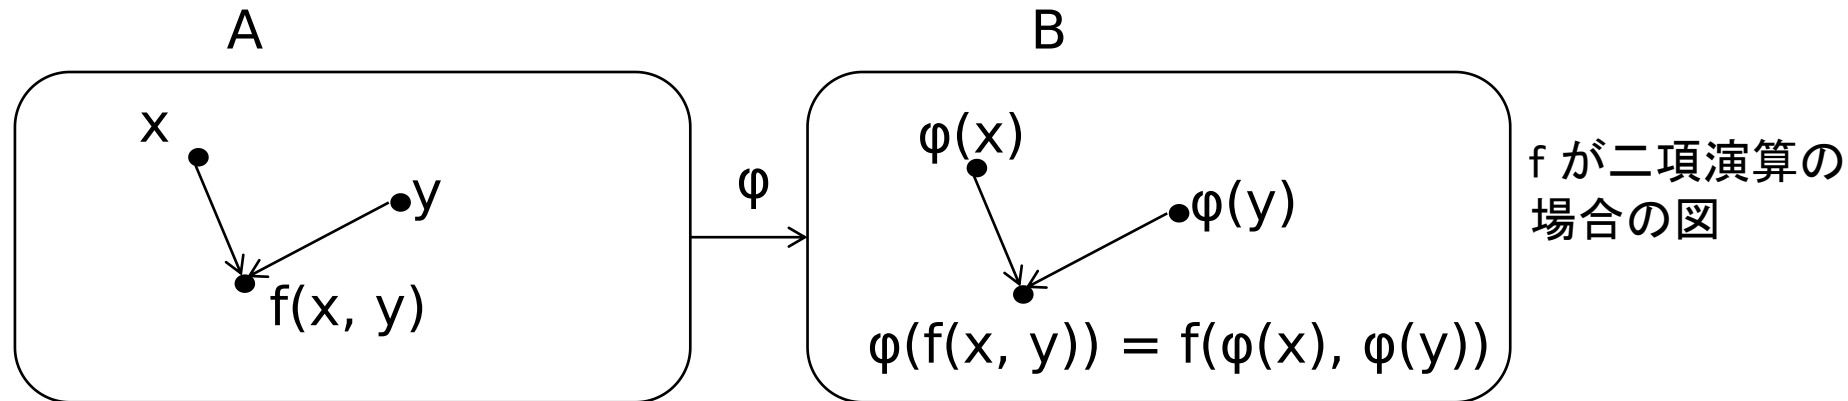 A
B
x
y
f(x, y)
φ
φ(x)
φ(y)
φ(f(x, y)) = f(φ(x), φ(y))
f が二項演算の
場合の図